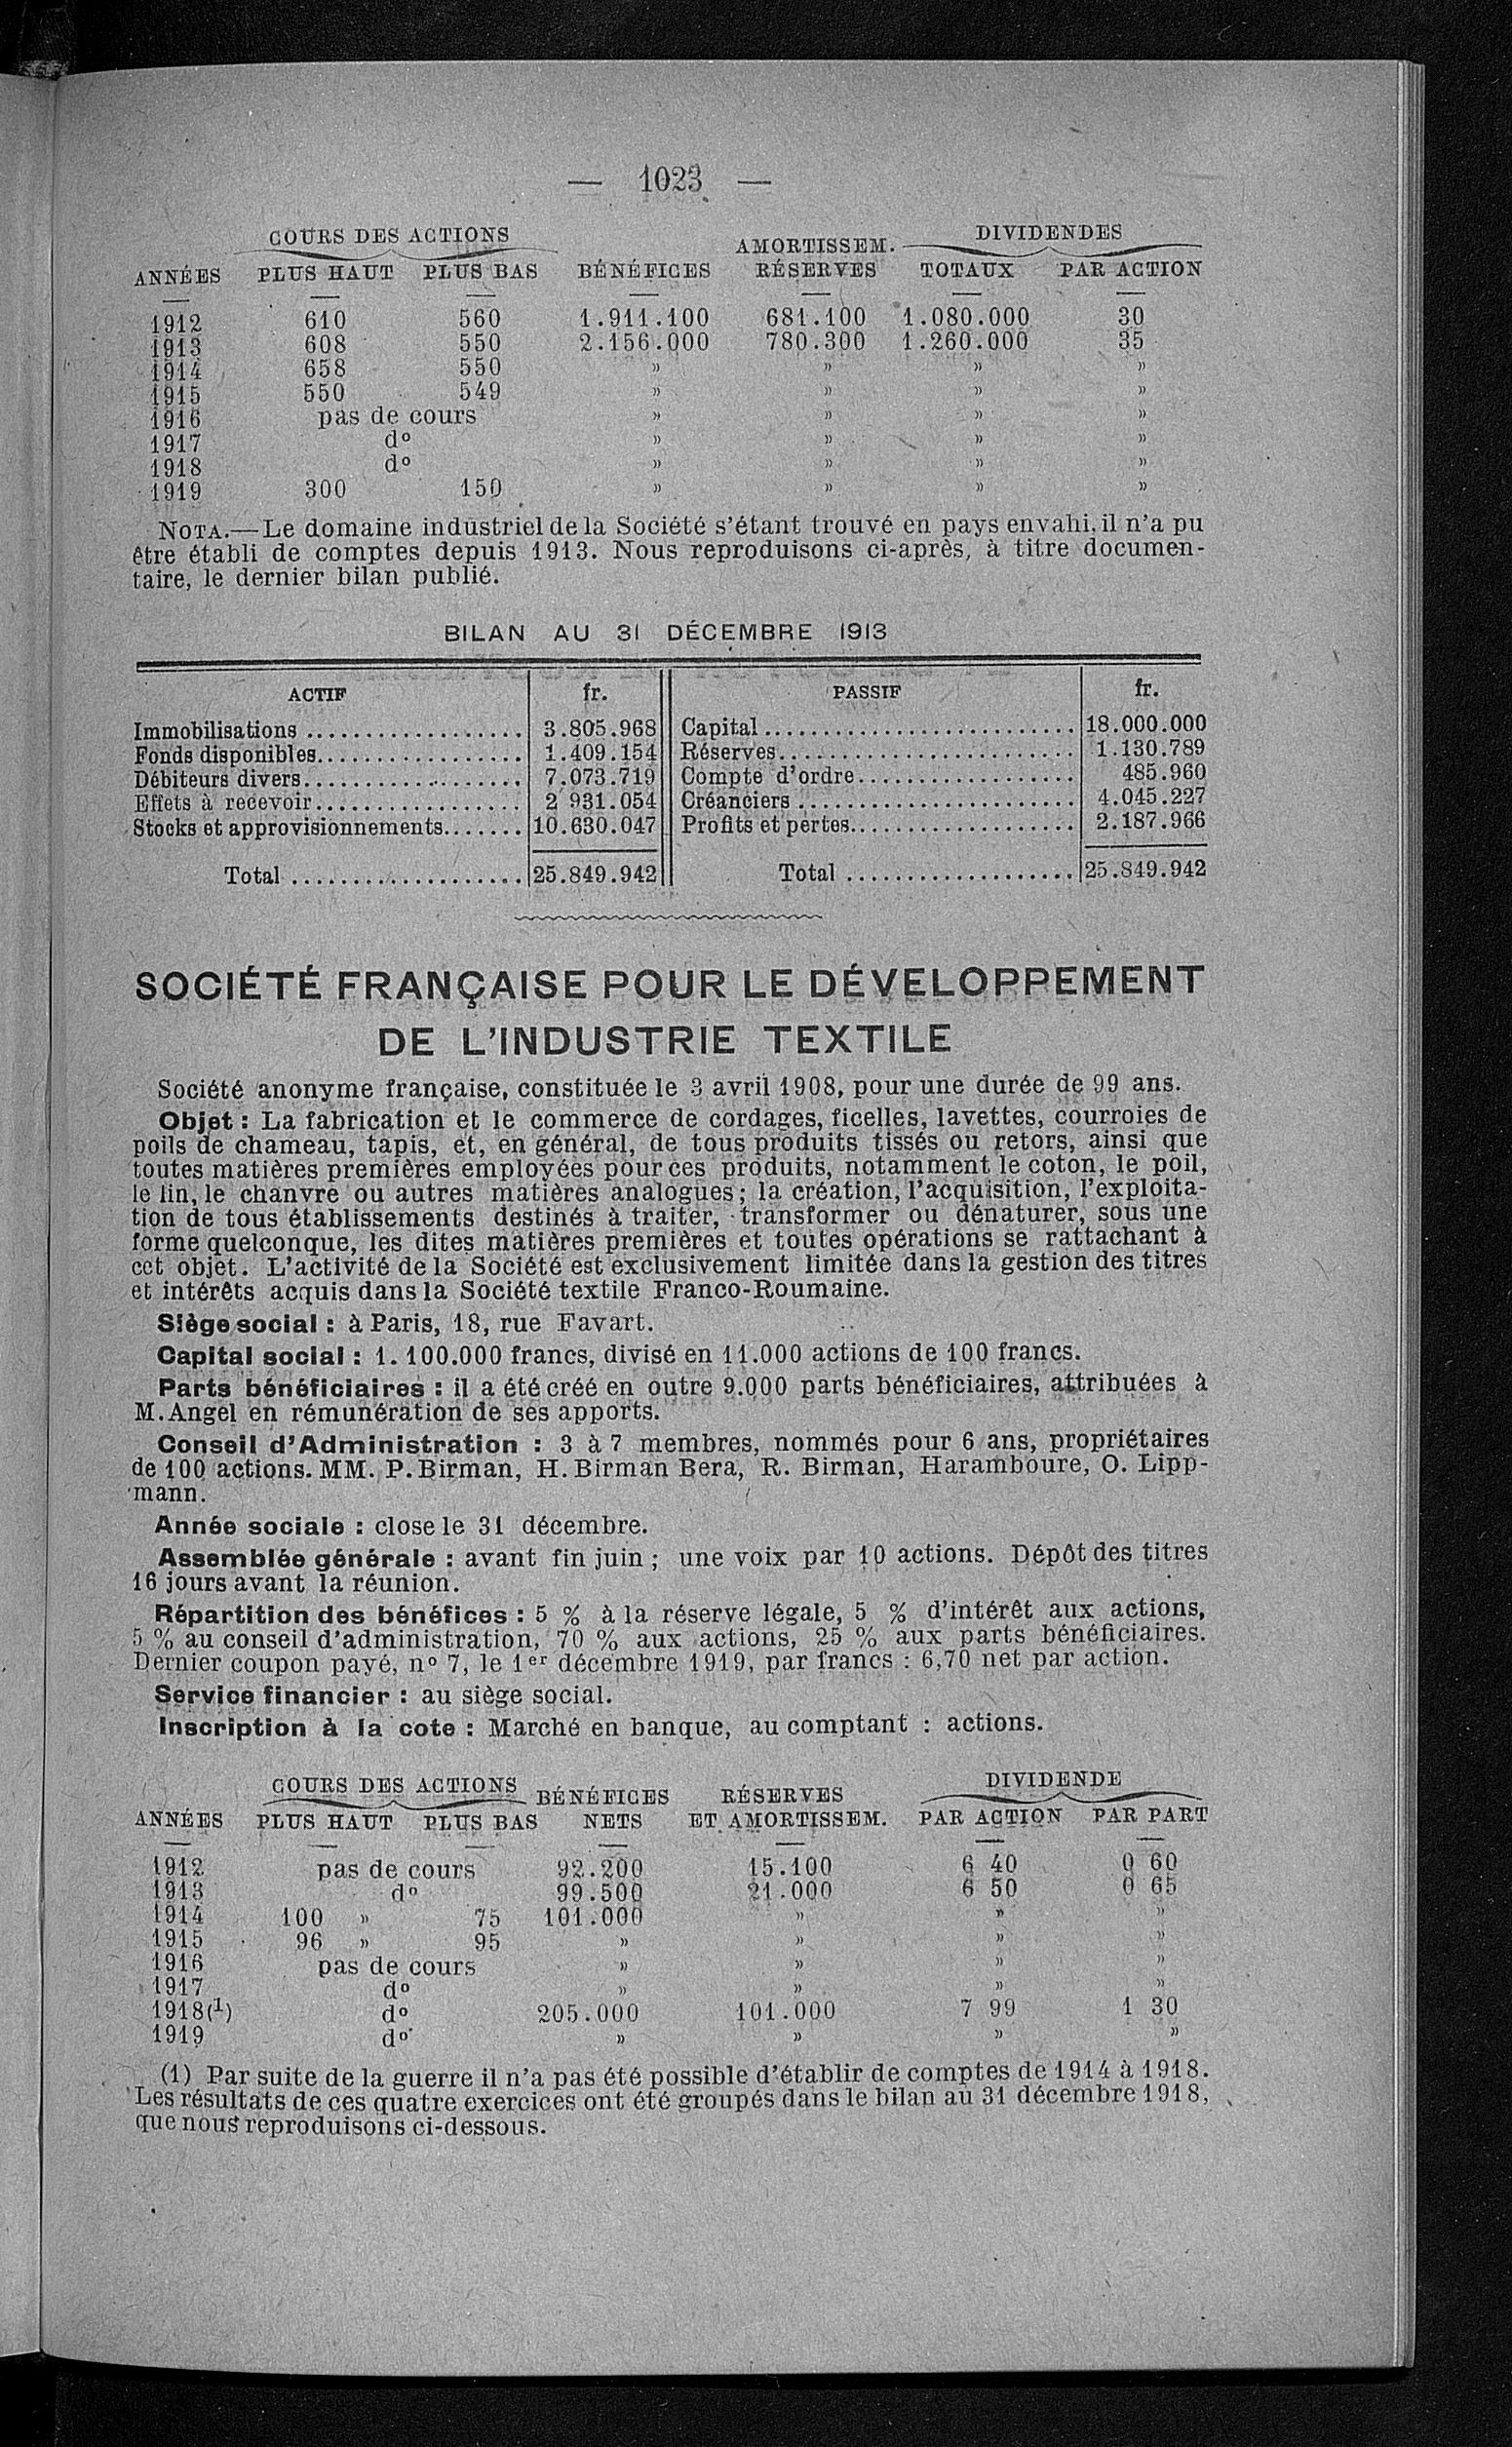 — 1023 —
COURS DES ACTIONS AMORTISSEM. DIVIDENDES
ANNÉES PLUS HAUT PLUS BAS BÉNÉFICES RÉSERVES TOTAUX PAR ACTION
1912 610 560 1.911.100 681.100 1.080.000 30
1913 608 550 2.156.000 780.300 1.260.000 35
1914 658 550 » » » »
1915 550 549 » » » »
1916 pas de cours » » » »
1917 d° » » » »
1918 d° » » » »
1919 300 150 » » » »
NOTA.—Le domaine industriel de la Société s'étant trouvé en pays envahi, il n'a pu
être établi de comptes depuis 1913. Nous reproduisons ci-après, à titre documen-
taire, le dernier bilan publié.
BILAN AU 31 DÉCEMBRE 1913
ACTIF fr. PASSIF fr.
Immobilisations .................. 3.805.968 Capital .......................... 18.000.000
Fonds disponibles................. 1.409.154 Réserves......................... 1.130.789
Débiteurs divers.................. 7.073.719 Compte d'ordre.................. 485.960
Effets à recevoir................. 2 931.054 Créanciers ....................... 4.045.227
Stocks et approvisionnements....... 10.630.047 Profits et pertes................... 2.187.966
Total ................... 25.849.942 Total ................... 25.849.942
SOCIÉTÉ FRANÇAISE POUR LE DÉVELOPPEMENT
DE L'INDUSTRIE TEXTILE
Société anonyme française, constituée le 3 avril 1908, pour une durée de 99 ans.
Objet : La fabrication et le commerce de cordages, ficelles, lavettes, courroies de
poils de chameau, tapis, et, en général, de tous produits tissés ou retors, ainsi que
toutes matières premières employées pour ces produits, notamment le coton, le poil,
le lin, le chanvre ou autres matières analogues; la création, l'acquisition, l'exploita-
tion de tous établissements destinés à traiter, transformer ou dénaturer, sous une
forme quelconque, les dites matières premières et toutes opérations se rattachant à
cet objet. L'activité de la Société est exclusivement limitée dans la gestion des titres
et intérêts acquis dans la Société textile Franco-Roumaine.
Siège social : à Paris, 18, rue Favart.
Capital social : 1.100.000 francs, divisé en 11.000 actions de 100 francs.
Parts bénéficiaires : il a été créé en outre 9.000 parts bénéficiaires, attribuées à
M. Angel en rémunération de ses apports.
Conseil d'Administration : 3 à 7 membres, nommés pour 6 ans, propriétaires
de 100 actions. MM. P. Birman, H. Birman Bera, R. Birman, Haramboure, O. Lipp-
mann.
Année sociale : close le 31 décembre.
Assemblée générale : avant fin juin ; une voix par 10 actions. Dépôt des titres
16 jours avant la réunion.
Répartition des bénéfices : 5 % à la réserve légale, 5 % d'intérêt aux actions,
5 % au conseil d'administration, 70 % aux actions, 25 % aux parts bénéficiaires.
Dernier coupon payé, n° 7, le 1er décembre 1919, par francs : 6,70 net par action.
Service financier : au siège social.
Inscription à la cote : Marché en banque, au comptant : actions.
COURS DES ACTIONS BÉNÉFICES RÉSERVES DIVIDENDE
ANNÉES PLUS HAUT PLUS BAS NETS ET AMORTISSEM. PAR ACTION PAR PART
1912 pas de cours 92.200 15.100 6 40 0 60
1913 d° 99.500 21.000 6 50 0 65
1914 100 » 75 101.000 » » »
1915 96 » 95 » » » »
1916 pas de cours » » » »
1917 d° » » » »
1918(1) d° 205.000 101.000 7 99 1 30
1919 d° » » » »
(1) Par suite de la guerre il n'a pas été possible d'établir de comptes de 1914 à 1918.
Les résultats de ces quatre exercices ont été groupés dans le bilan au 31 décembre 1918,
que nous reproduisons ci-dessous.